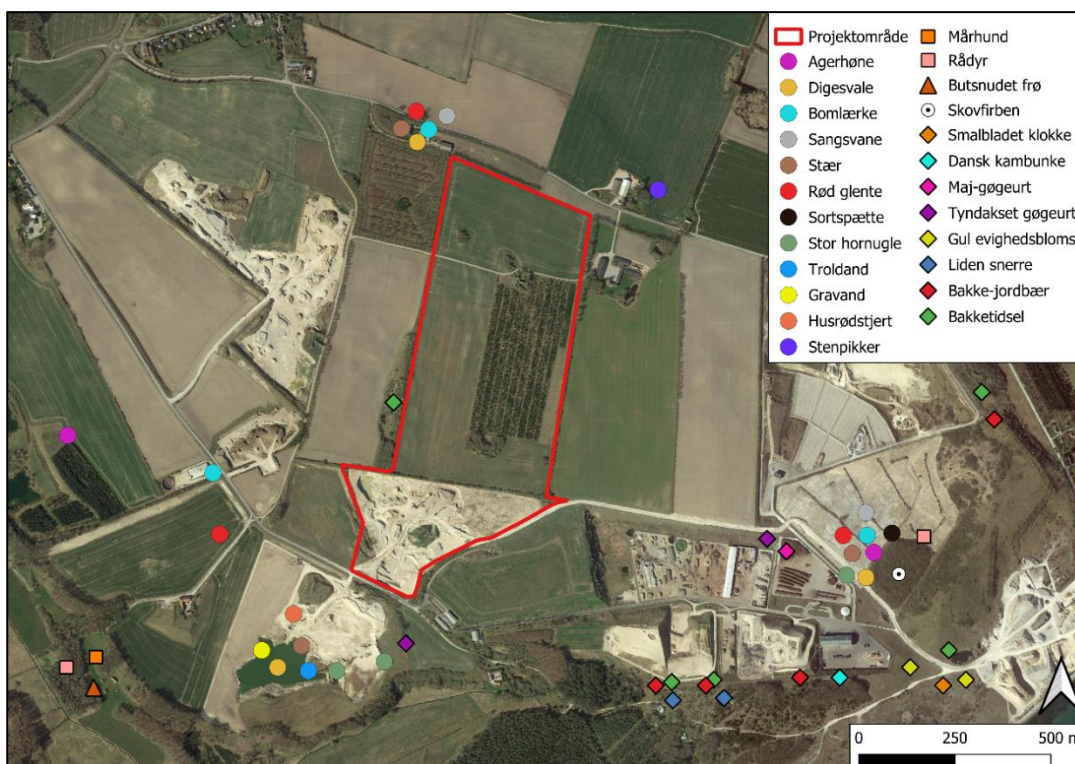 Projektområde
Agerhøne
Digesvale
Bomlærke
Sangsvane
Stær
Rød glente
Sortspætte
Stor hornugle
Troldand
Gravand
Husrødstjert
Stenpikker
Mårhund
Rådyr
Butsnudet frø
Skovfirben
Smalbladet klokke
Dansk kambunke
Maj-gøgeurt
Tyndakset gøgeurt
Gul evighedsbloms
Liden snerre
Bakke-jordbær
Bakketidsel
0 250 500 m